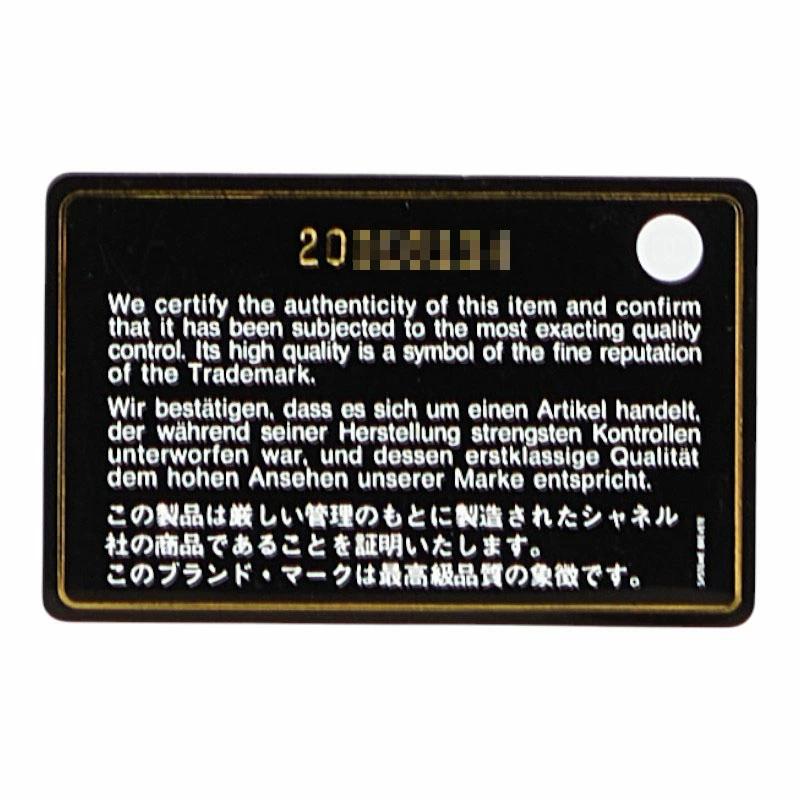 20
We certify the authenticity of this item and confirm
that it has been subjected to the most exacting quality
control. Its high quality is a symbol of the fine reputation
of the Trademark.
Wir bestätigen, dass es sich um einen Artikel handelt,
der während seiner Herstellung strengsten Kontrollen
unterworfen war, und dessen erstklassige Qualität
dem hohen Ansehen unserer Marke entspricht.
この製品は厳しい管理のもとに製造されたシャネル
社の商品であることを証明いたします。
このブランド・マークは最高級品質の象徴です。